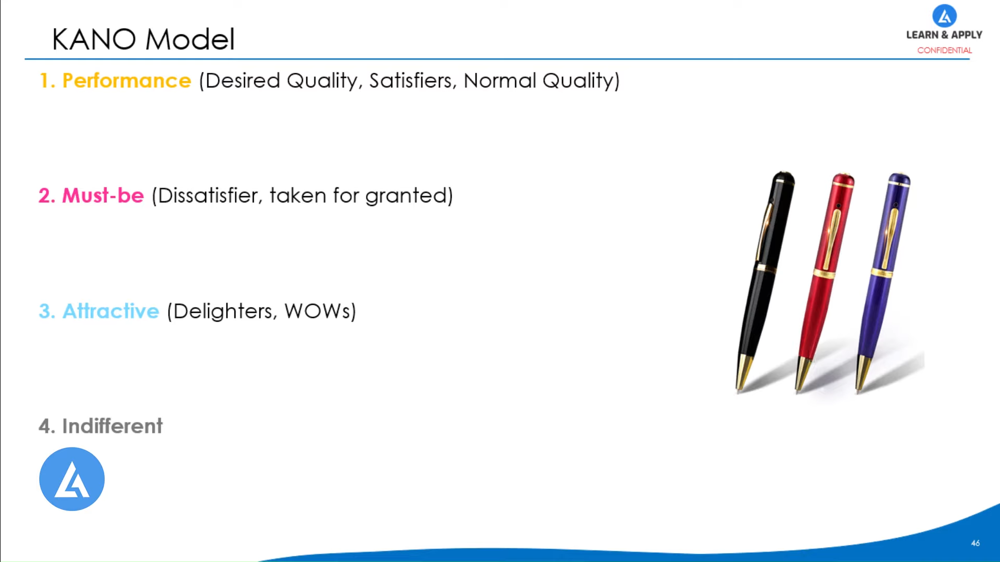 KANO Model
LEARN & APPLY
CONFIDENTIAL
1. Performance (Desired Quality, Satisfiers, Normal Quality)
2. Must-be (Dissatisfier, taken for granted)
3. Attractive (Delighters, WOWs)
4. Indifferent
46